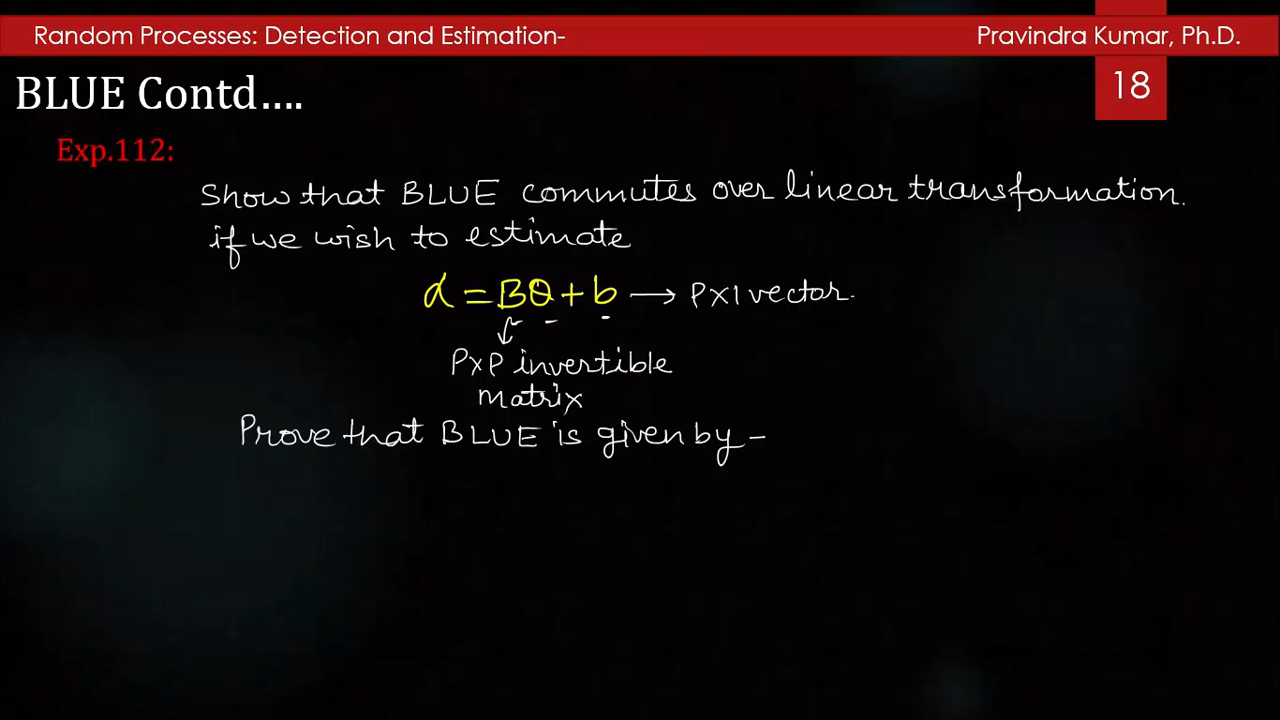 Random Processes: Detection and Estimation- Pravindra Kumar, Ph.D.
BLUE Contd.... 18
Exp.112:
Show that BLUE commutes over linear transformation.
if we wish to estimate
α = Bθ + b → P×1 vector.
P×P invertible
matrix
Prove that BLUE is given by -